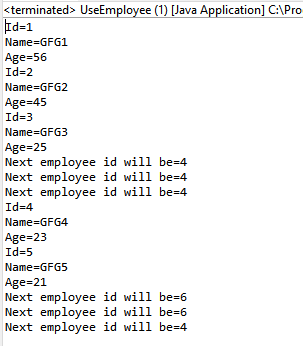 <terminated> UseEmployee (1) [Java Application] C:\Pro
Id=1
Name=GFG1
Age=56
Id=2
Name=GFG2
Age=45
Id=3
Name=GFG3
Age=25
Next employee id will be=4
Next employee id will be=4
Next employee id will be=4
Id=4
Name=GFG4
Age=23
Id=5
Name=GFG5
Age=21
Next employee id will be=6
Next employee id will be=6
Next employee id will be=4